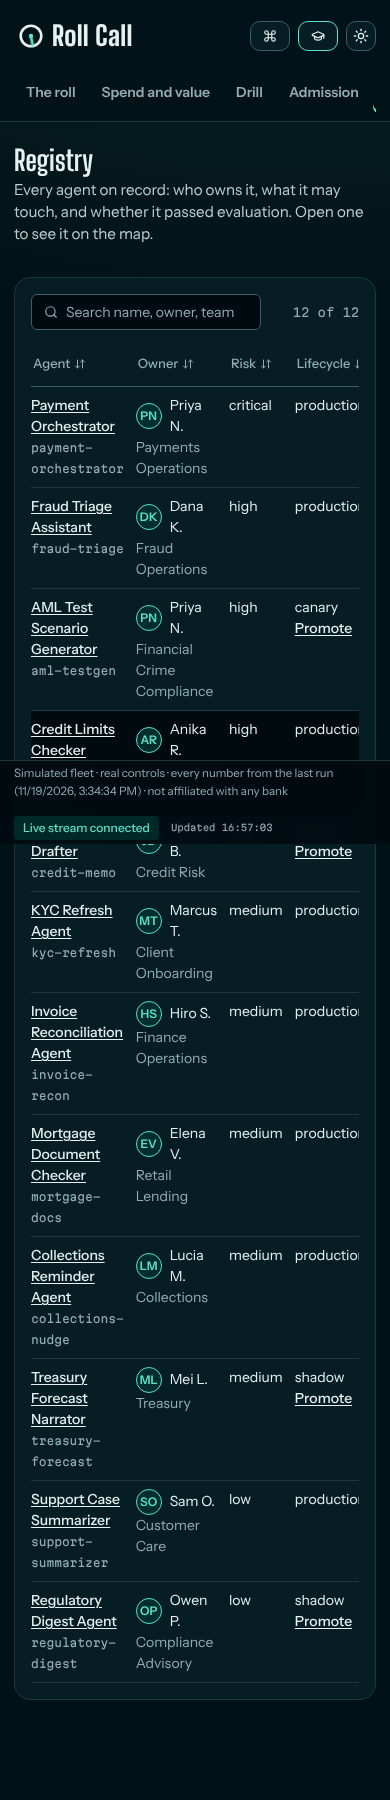 Roll Call
The roll Spend and value Drill Admission
Registry
Every agent on record: who owns it, what it may
touch, and whether it passed evaluation. Open one
to see it on the map.
Search name, owner, team 12 of 12
Agent Owner Risk Lifecycle
Payment Orchestrator
payment-orchestrator
PN Priya N.
Payments Operations
critical
production
Fraud Triage Assistant
fraud-triage
DK Dana K.
Fraud Operations
high
production
AML Test Scenario Generator
aml-testgen
PN Priya N.
Financial Crime Compliance
high
canary
Promote
Credit Limits Checker
AR Anika R.
high
production
Simulated fleet · real controls · every number from the last run
(11/19/2026, 3:34:34 PM) · not affiliated with any bank
Live stream connected Updated 16:57:03
Drafter
credit-memo
B.
Credit Risk
Promote
KYC Refresh Agent
kyc-refresh
MT Marcus T.
Client Onboarding
medium
production
Invoice Reconciliation Agent
invoice-recon
HS Hiro S.
Finance Operations
medium
production
Mortgage Document Checker
mortgage-docs
EV Elena V.
Retail Lending
medium
production
Collections Reminder Agent
collections-nudge
LM Lucia M.
Collections
medium
production
Treasury Forecast Narrator
treasury-forecast
ML Mei L.
Treasury
medium
shadow
Promote
Support Case Summarizer
support-summarizer
SO Sam O.
Customer Care
low
production
Regulatory Digest Agent
regulatory-digest
OP Owen P.
Compliance Advisory
low
shadow
Promote